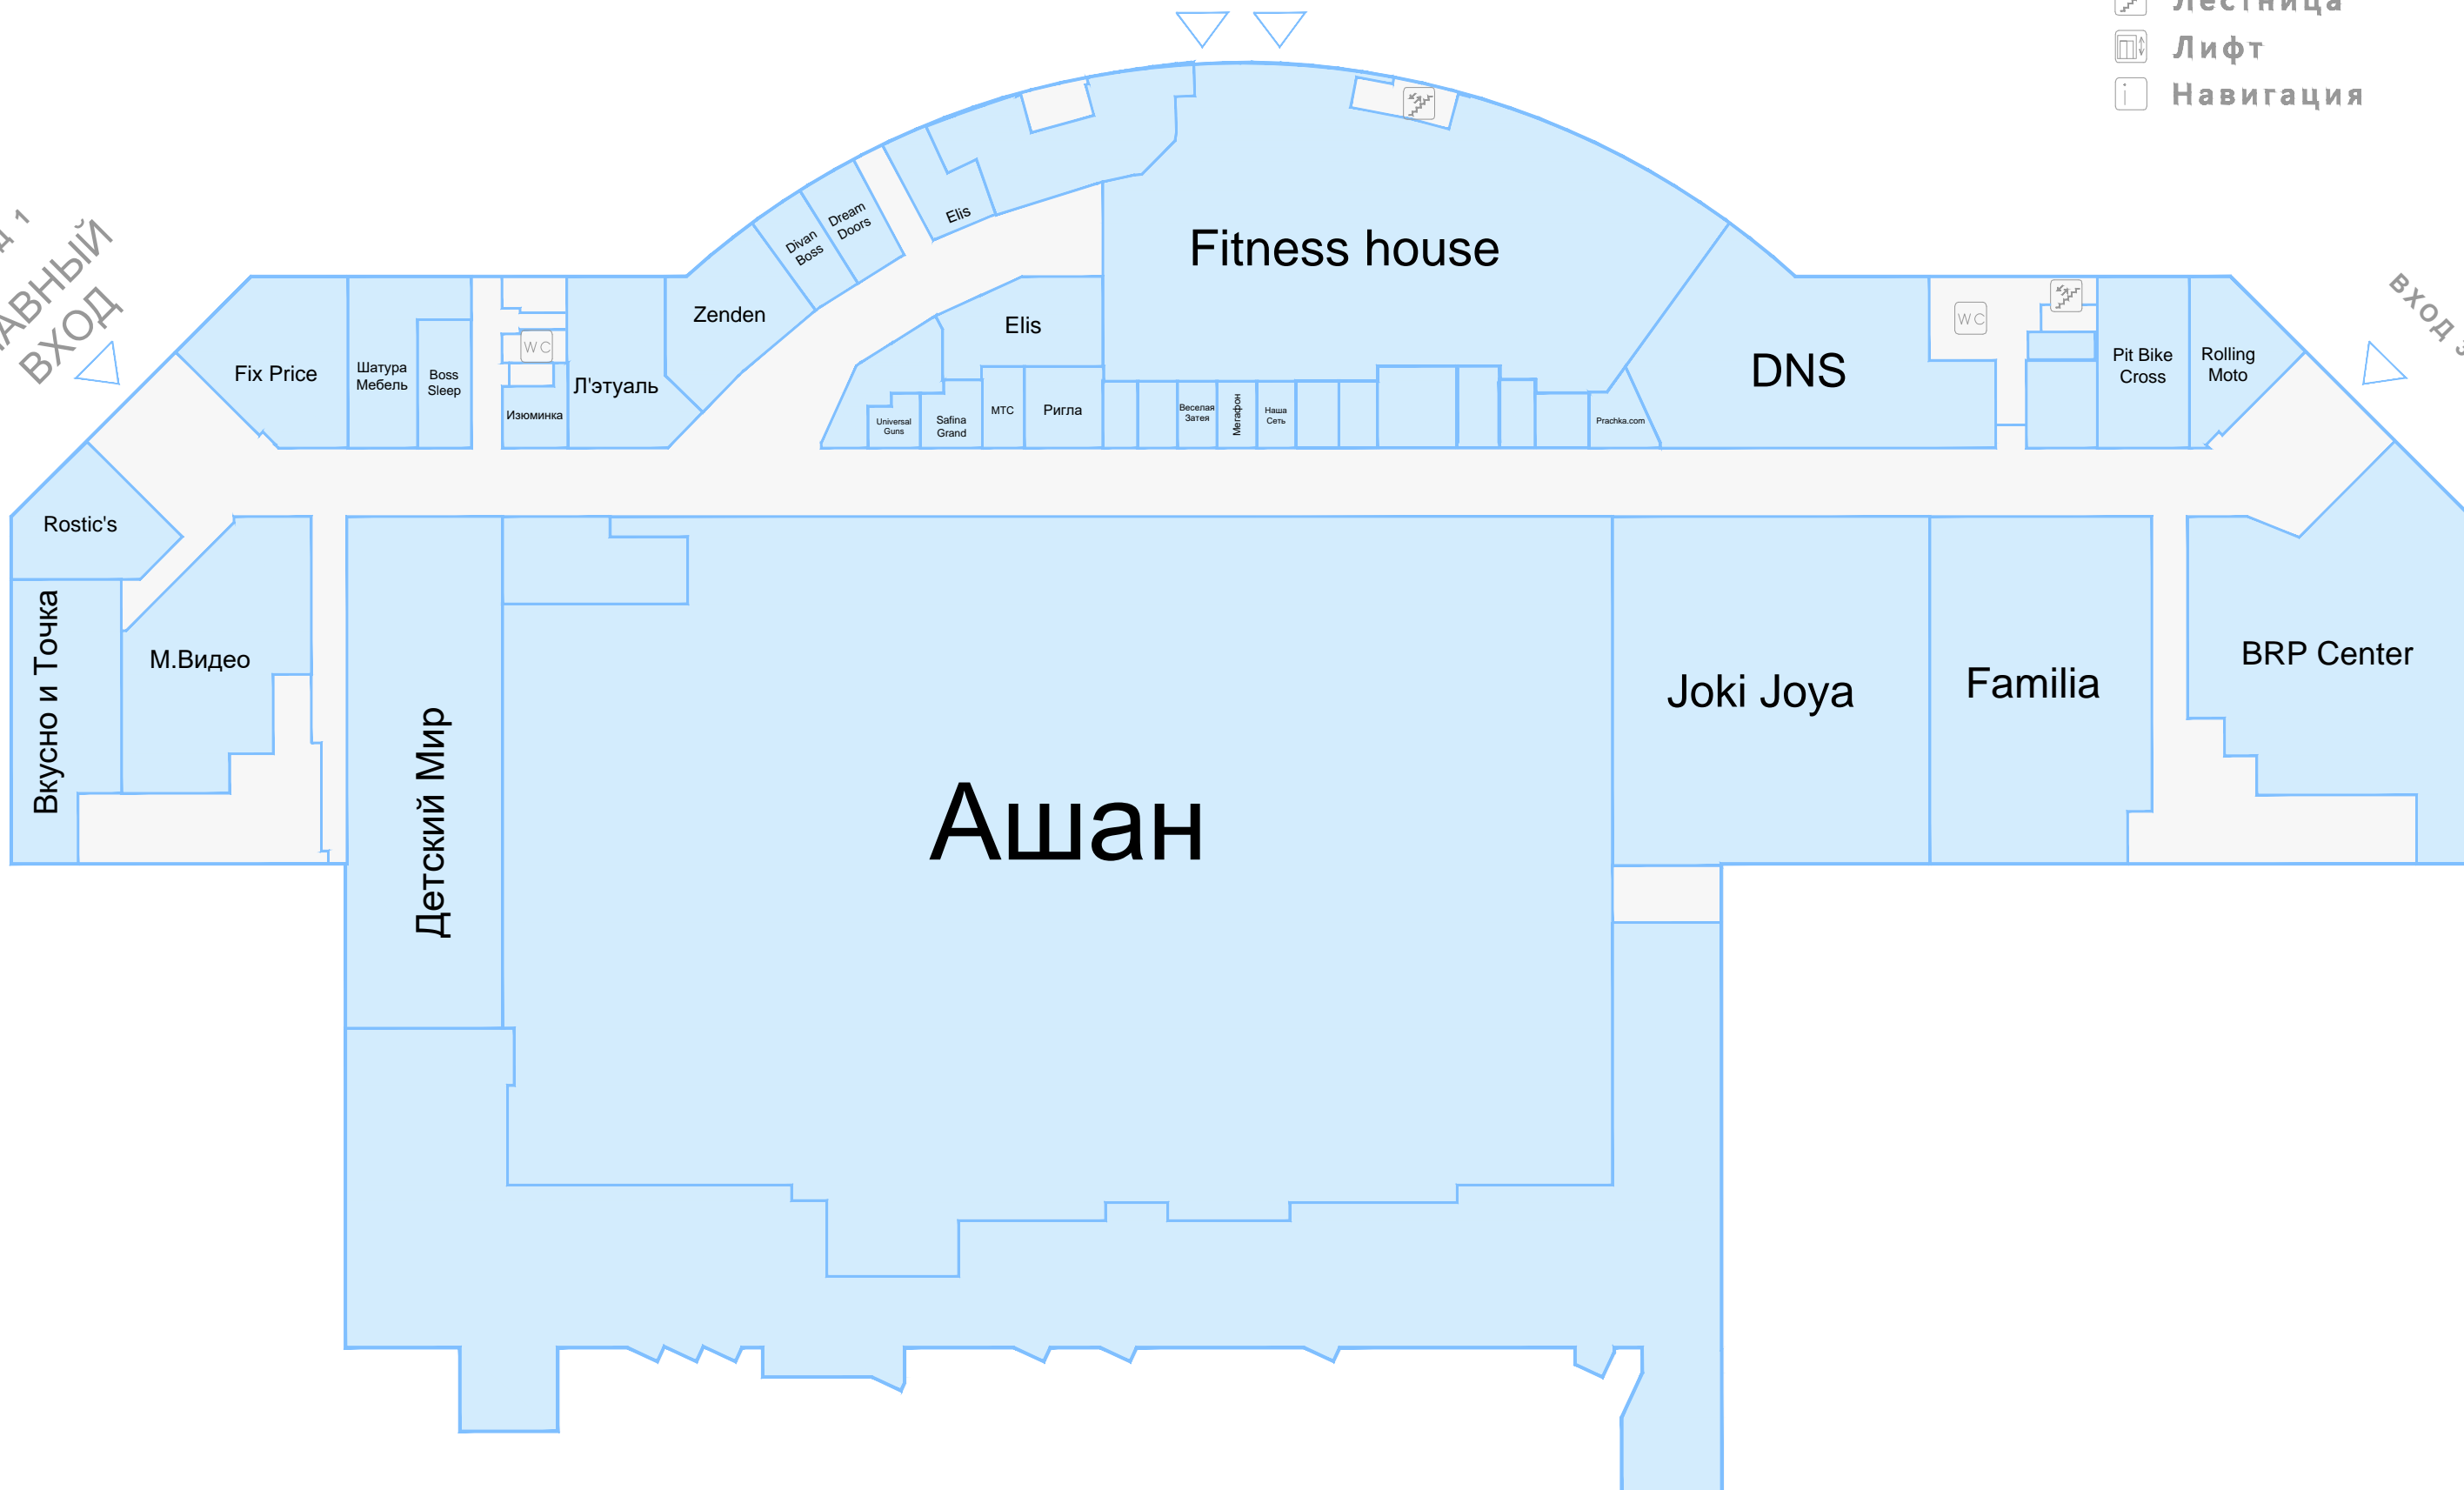 Лестница
Лифт
Навигация
ВХОД
ВХОД 3
Elis
Dream
Doors
Divan
Boss
Fitness house
Zenden
Elis
Fix Price
Шатура
Мебель
Boss
Sleep
WC
Изюминка
Л'этуаль
Universal
Guns
Safina
Grand
МТС
Ригла
Веселая
Затея
Мегафон
Наша
Сеть
Prachka.com
DNS
WC
Pit Bike
Cross
Rolling
Moto
Rostic's
Вкусно и Точка
М.Видео
Детский Мир
Ашан
Joki Joya
Familia
BRP Center